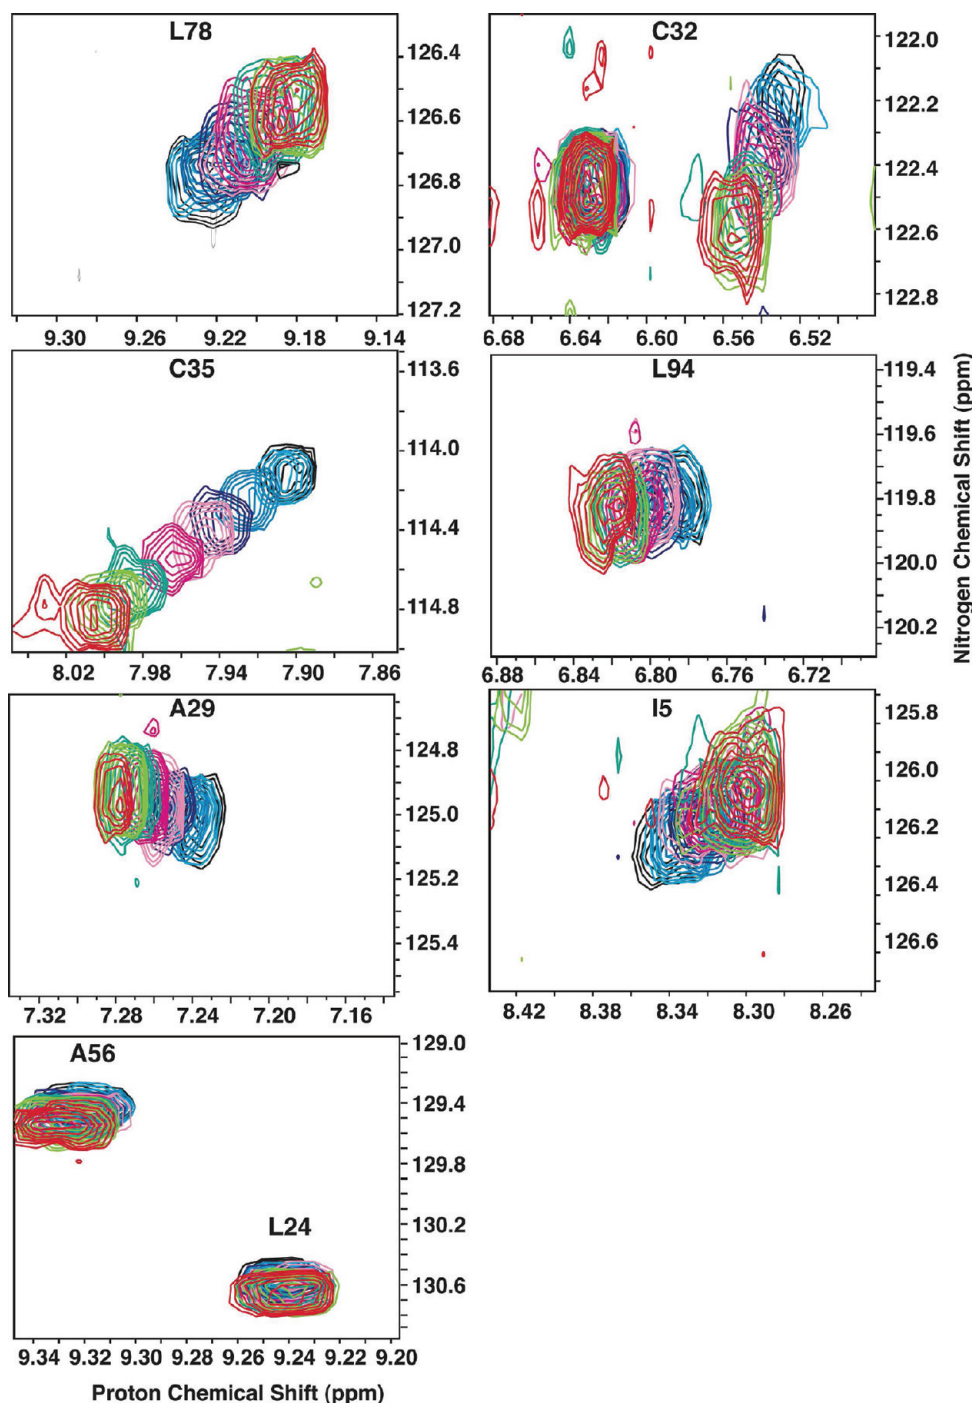 L78
126.4
126.6
126.8
127.0
127.2
9.30 9.26 9.22 9.18 9.14
C32
122.0
122.2
122.4
122.6
122.8
6.68 6.64 6.60 6.56 6.52
C35
113.6
114.0
114.4
114.8
8.02 7.98 7.94 7.90 7.86
L94
119.4
119.6
119.8
120.0
120.2
6.88 6.84 6.80 6.76 6.72
Nitrogen Chemical Shift (ppm)
A29
124.8
125.0
125.2
125.4
7.32 7.28 7.24 7.20 7.16
I5
125.8
126.0
126.2
126.4
126.6
8.42 8.38 8.34 8.30 8.26
A56
129.0
129.4
129.8
130.2
L24
130.6
9.34 9.32 9.30 9.28 9.26 9.24 9.22 9.20
Proton Chemical Shift (ppm)